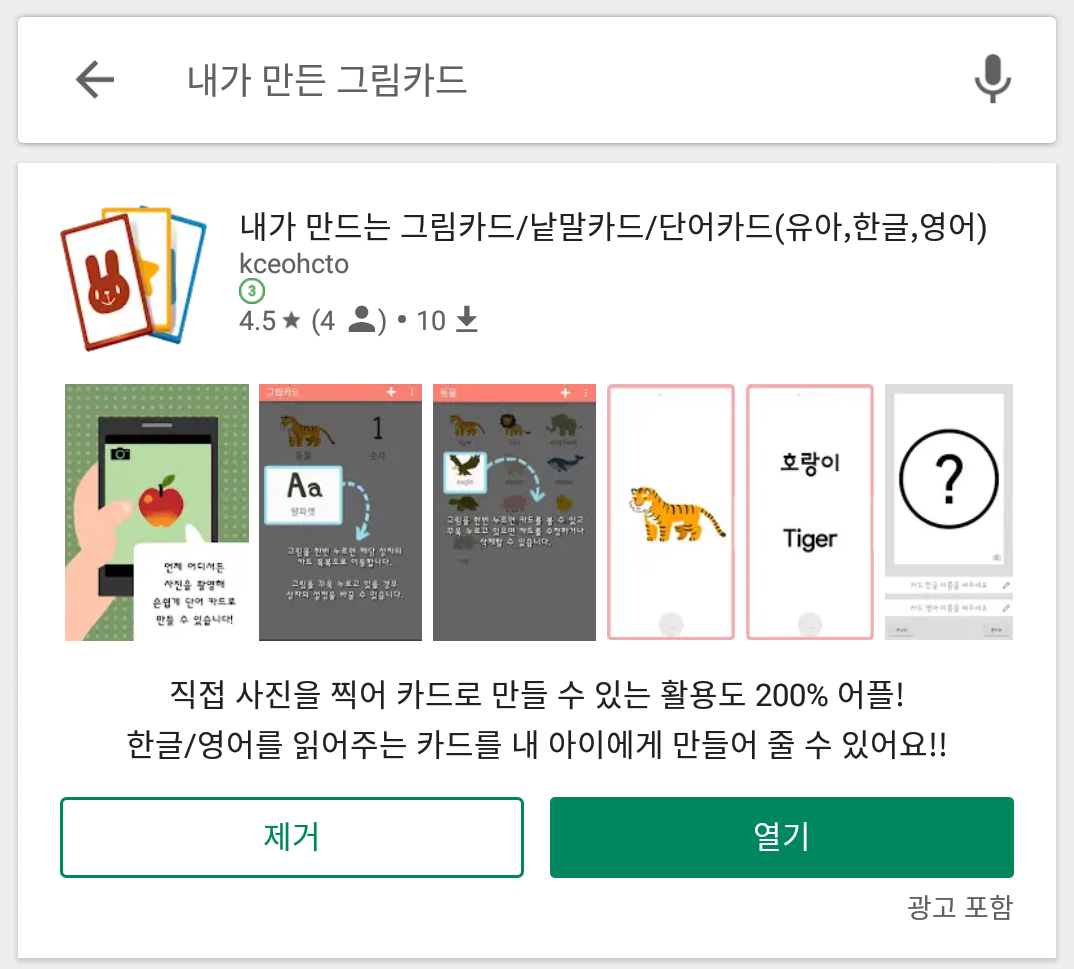 내가 만든 그림카드
내가 만드는 그림카드/낱말카드/단어카드(유아,한글,영어)
kceohcto
3
4.5 ★ (4 ) • 10
언제 어디서든
사진을 촬영해
손쉽게 단어 카드로
만들 수 있습니다!
그림카드
1
동물
숫자
Aa
알파벳
그림을 한번 누르면 해당 상자의
카드 목록으로 이동합니다.
그림을 꾸욱 누르고 있을 경우
상자의 설정을 바꿀 수 있습니다.
동물
tiger
lion
elephant
eagle
그림을 한번 누르면 카드를 볼 수 있고
꾸욱 누르고 있으면 카드를 수정하거나
삭제할 수 있습니다.
호랑이
Tiger
?
카드 한글 이름을 써주세요
카드 영어 이름을 써주세요
직접 사진을 찍어 카드로 만들 수 있는 활용도 200% 어플!
한글/영어를 읽어주는 카드를 내 아이에게 만들어 줄 수 있어요!!
제거
열기
광고 포함